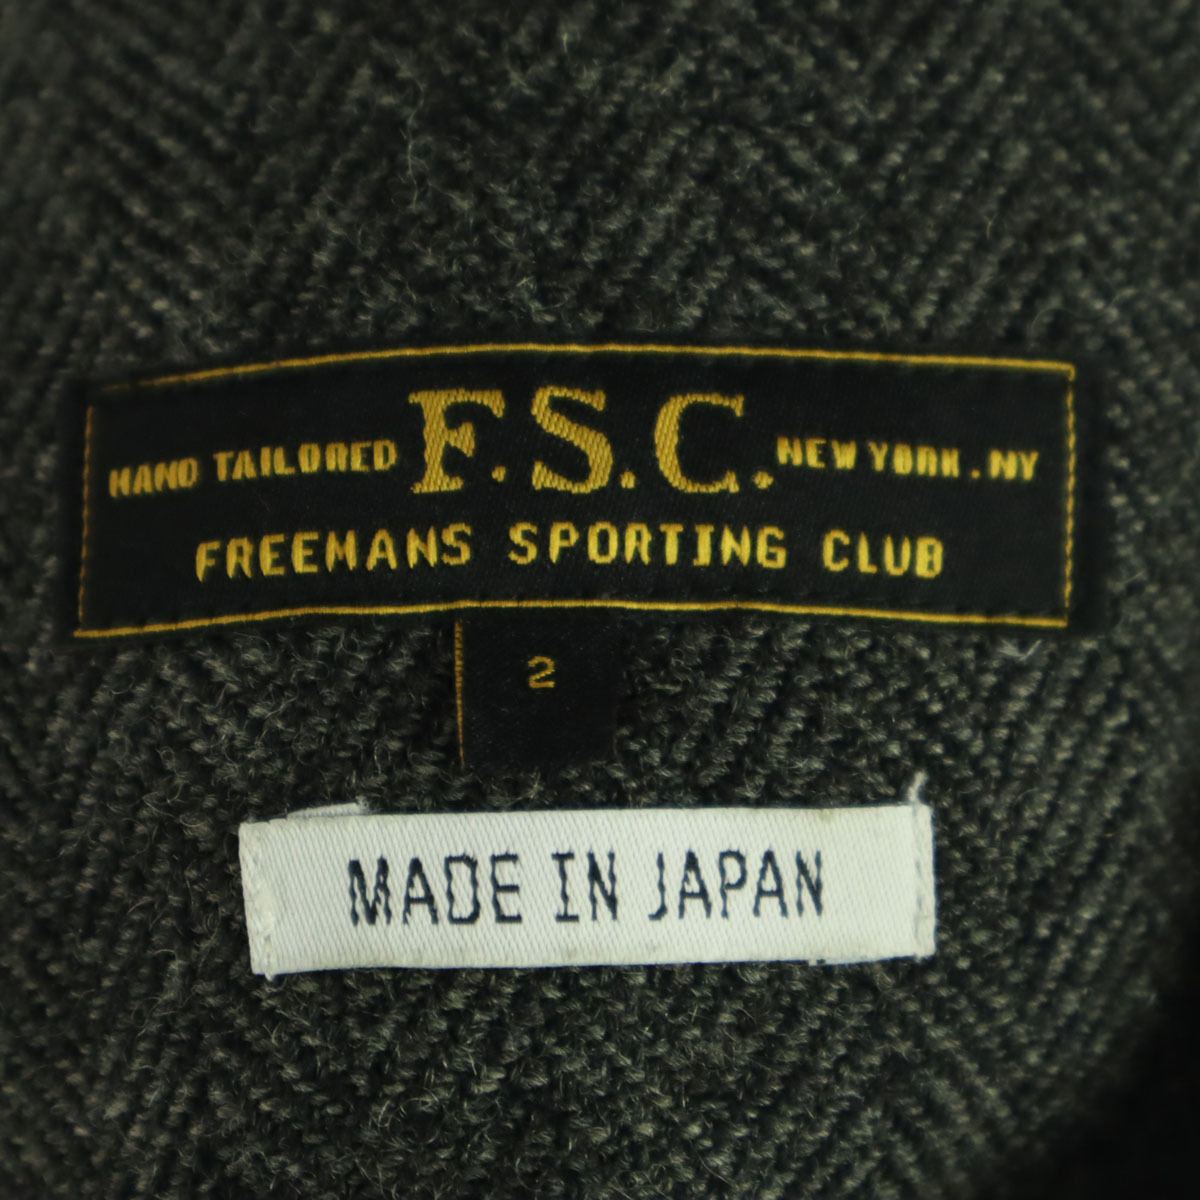 HAND TAILORED F.S.C. NEW YORK. NY
FREEMANS SPORTING CLUB
2
MADE IN JAPAN